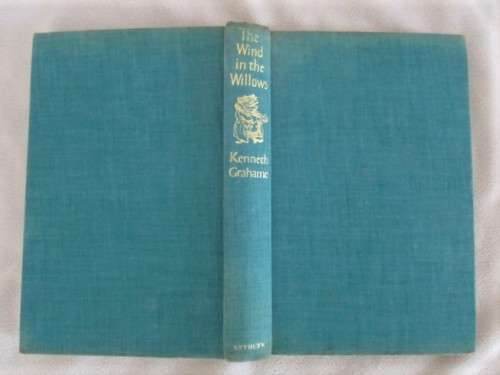 The
Wind
in the
Willows
Kenneth
Grahame
METHUEN